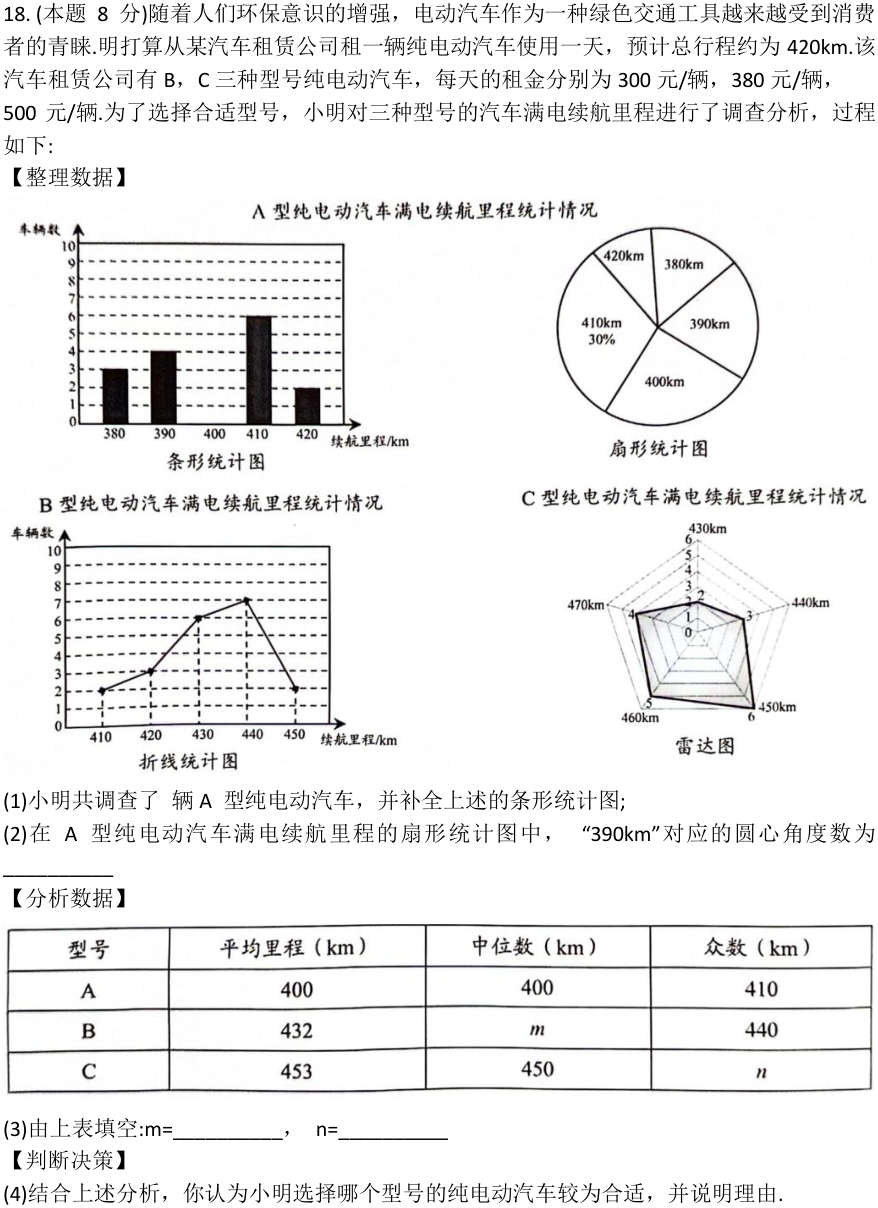 18. (本题 8 分)随着人们环保意识的增强，电动汽车作为一种绿色交通工具越来越受到消费
者的青睐.明打算从某汽车租赁公司租一辆纯电动汽车使用一天，预计总行程约为 420km.该
汽车租赁公司有 B，C 三种型号纯电动汽车，每天的租金分别为 300 元/辆，380 元/辆，
500 元/辆.为了选择合适型号，小明对三种型号的汽车满电续航里程进行了调查分析，过程
如下:
【整理数据】
A 型纯电动汽车满电续航里程统计情况
车辆数
10
9
8
7
6
5
4
3
2
1
0
380 390 400 410 420 续航里程/km
条形统计图
420km
380km
410km
30%
390km
400km
扇形统计图
B 型纯电动汽车满电续航里程统计情况
车辆数
10
9
8
7
6
5
4
3
2
1
0
410 420 430 440 450 续航里程/km
折线统计图
C 型纯电动汽车满电续航里程统计情况
430km
6
5
4
3
2 2
1
0
470km 4 3 440km
5 6 450km
460km
雷达图
(1)小明共调查了 辆 A 型纯电动汽车，并补全上述的条形统计图;
(2)在 A 型纯电动汽车满电续航里程的扇形统计图中， “390km”对应的圆心角度数为
__________
【分析数据】
型号 平均里程（km） 中位数（km） 众数（km）
A 400 400 410
B 432 m 440
C 453 450 n
(3)由上表填空:m=__________， n=__________
【判断决策】
(4)结合上述分析，你认为小明选择哪个型号的纯电动汽车较为合适，并说明理由.